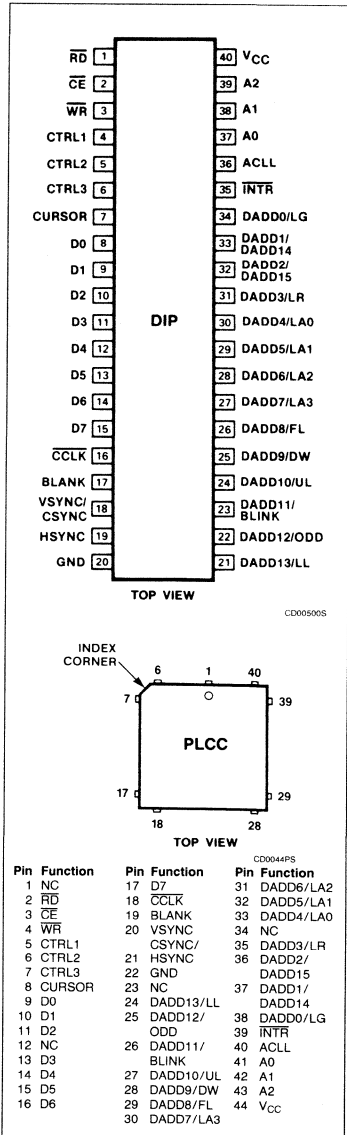 RD 1 40 VCC
CE 2 39 A2
WR 3 38 A1
CTRL1 4 37 A0
CTRL2 5 36 ACLL
CTRL3 6 35 INTR
CURSOR 7 34 DADD0/LG
D0 8 33 DADD1/
DADD14
D1 9 32 DADD2/
DADD15
D2 10 31 DADD3/LR
D3 11 DIP 30 DADD4/LA0
D4 12 29 DADD5/LA1
D5 13 28 DADD6/LA2
D6 14 27 DADD7/LA3
D7 15 26 DADD8/FL
CCLK 16 25 DADD9/DW
BLANK 17 24 DADD10/UL
VSYNC/
CSYNC 18 23 DADD11/
BLINK
HSYNC 19 22 DADD12/ODD
GND 20 21 DADD13/LL
TOP VIEW
CD00500S
INDEX
CORNER
6 1 40
7 39
PLCC
17 29
18 28
TOP VIEW
CD0044PS
Pin Function
1 NC
2 RD
3 CE
4 WR
5 CTRL1
6 CTRL2
7 CTRL3
8 CURSOR
9 D0
10 D1
11 D2
12 NC
13 D3
14 D4
15 D5
16 D6
Pin Function
17 D7
18 CCLK
19 BLANK
20 VSYNC
CSYNC/
21 HSYNC
22 GND
23 NC
24 DADD13/LL
25 DADD12/
ODD
26 DADD11/
BLINK
27 DADD10/UL
28 DADD9/DW
29 DADD8/FL
30 DADD7/LA3
Pin Function
31 DADD6/LA2
32 DADD5/LA1
33 DADD4/LA0
34 NC
35 DADD3/LR
36 DADD2/
DADD15
37 DADD1/
DADD14
38 DADD0/LG
39 INTR
40 ACLL
41 A0
42 A1
43 A2
44 VCC